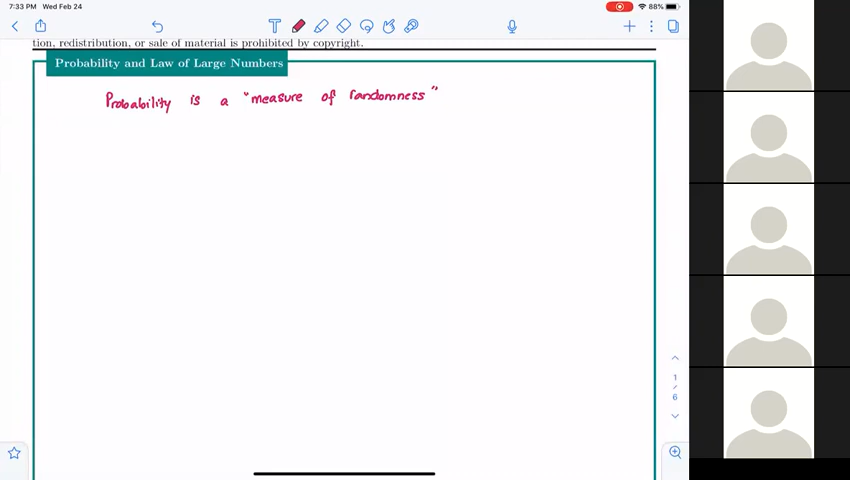 7:33 PM Wed Feb 24
88%
tion, redistribution, or sale of material is prohibited by copyright.
Probability and Law of Large Numbers
Probability is a "measure of randomness"
1
/
6